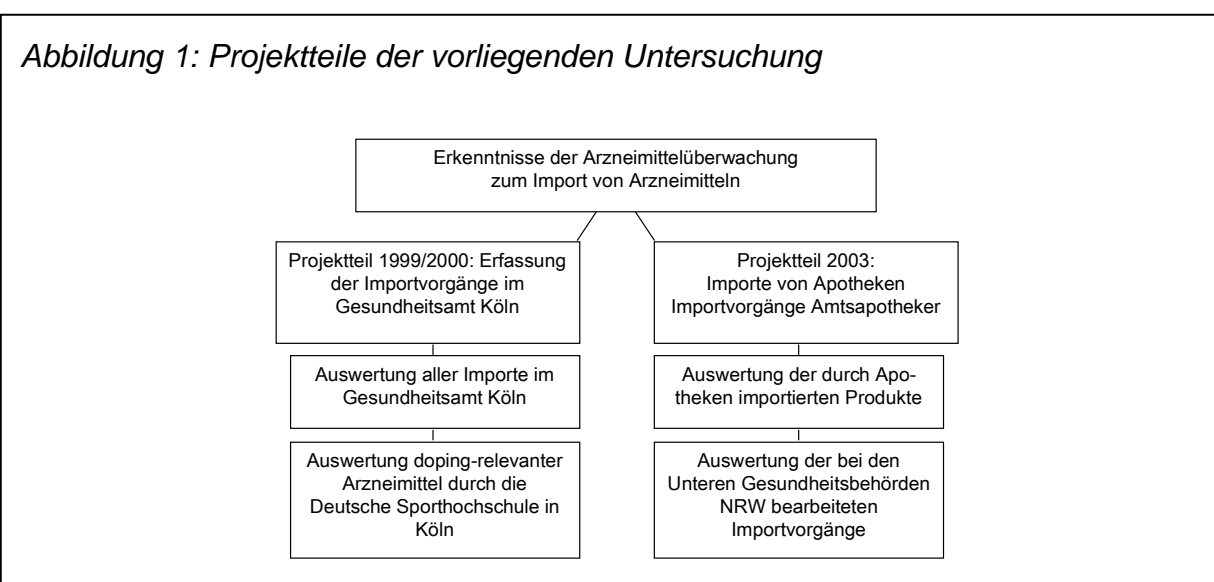 Abbildung 1: Projektteile der vorliegenden Untersuchung
Erkenntnisse der Arzneimittelüberwachung
zum Import von Arzneimitteln
Projektteil 1999/2000: Erfassung
der Importvorgänge im
Gesundheitsamt Köln
Projektteil 2003:
Importe von Apotheken
Importvorgänge Amtsapotheker
Auswertung aller Importe im
Gesundheitsamt Köln
Auswertung der durch Apo-
theken importierten Produkte
Auswertung doping-relevanter
Arzneimittel durch die
Deutsche Sporthochschule in
Köln
Auswertung der bei den
Unteren Gesundheitsbehörden
NRW bearbeiteten
Importvorgänge